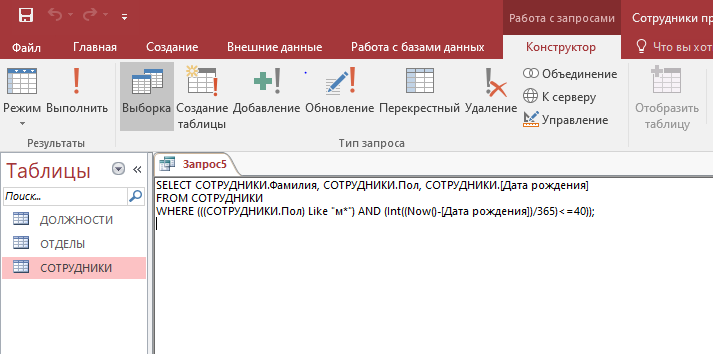 Работа с запросами
Сотрудники пр
Файл
Главная
Создание
Внешние данные
Работа с базами данных
Конструктор
Что вы хот
Режим
Выполнить
Выборка
Создание
таблицы
Добавление
Обновление
Перекрестный
Удаление
Объединение
К серверу
Управление
Отобразить
таблицу
Результаты
Тип запроса
Таблицы
Поиск...
ДОЛЖНОСТИ
ОТДЕЛЫ
СОТРУДНИКИ
Запрос5
SELECT СОТРУДНИКИ.Фамилия, СОТРУДНИКИ.Пол, СОТРУДНИКИ.[Дата рождения]
FROM СОТРУДНИКИ
WHERE (((СОТРУДНИКИ.Пол) Like "м*") AND (Int((Now()-[Дата рождения])/365)<=40));